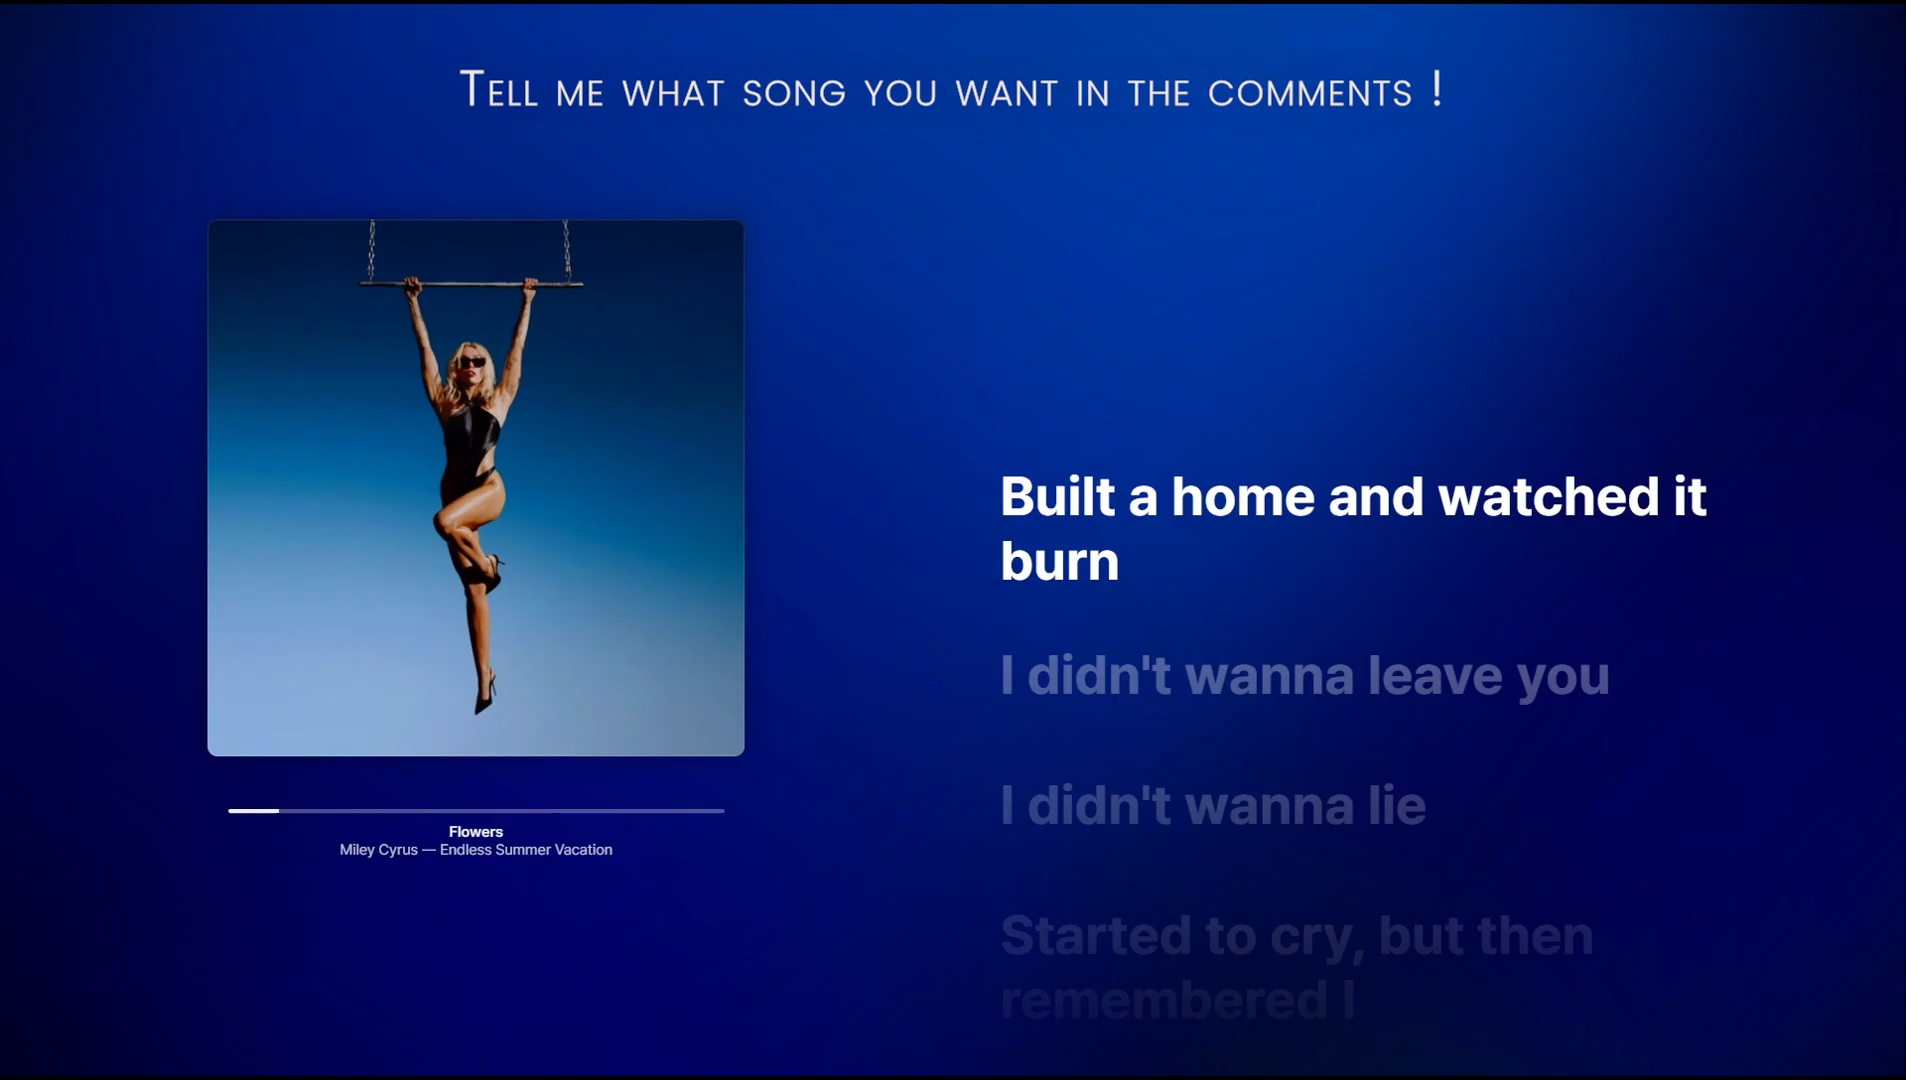 Tell me what song you want in the comments !
Built a home and watched it
burn
I didn't wanna leave you
I didn't wanna lie
Started to cry, but then
remembered I
Flowers
Miley Cyrus — Endless Summer Vacation